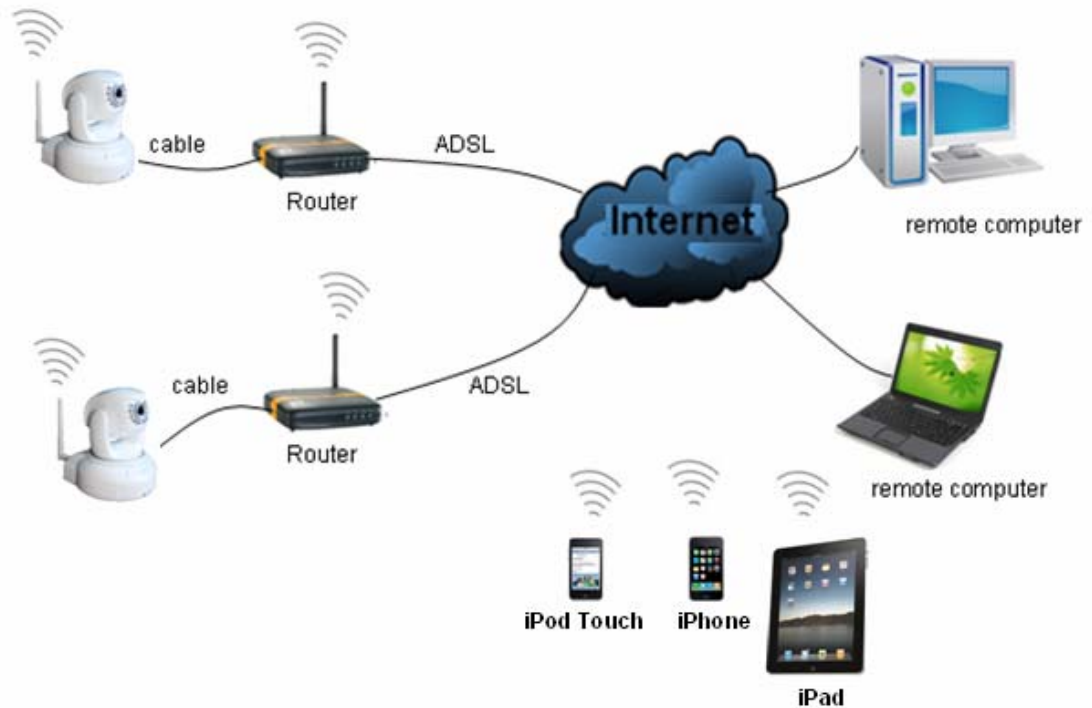 cable
ADSL
Router
Internet
remote computer
cable
ADSL
Router
remote computer
iPod Touch
iPhone
iPad